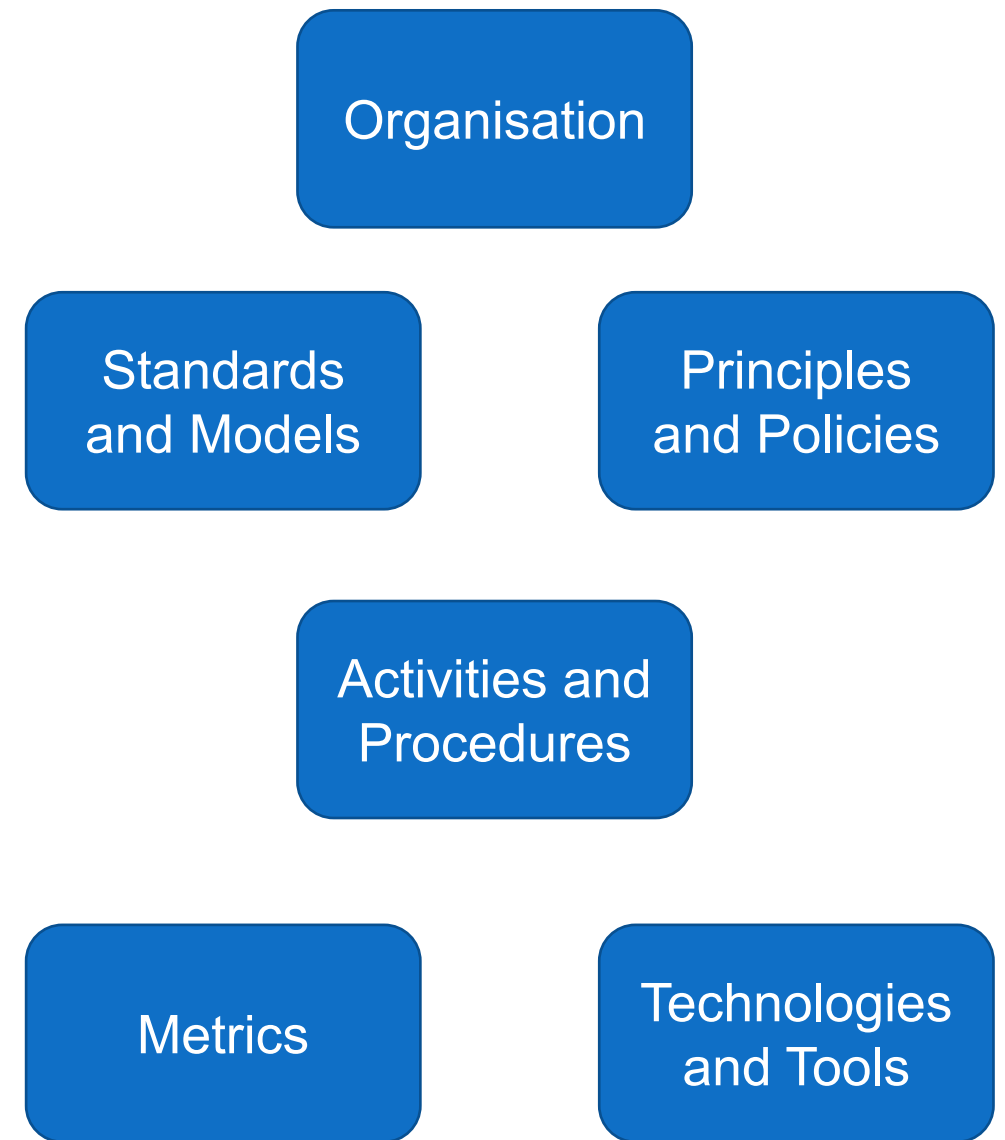 Organisation
Standards
and Models
Principles
and Policies
Activities and
Procedures
Metrics
Technologies
and Tools